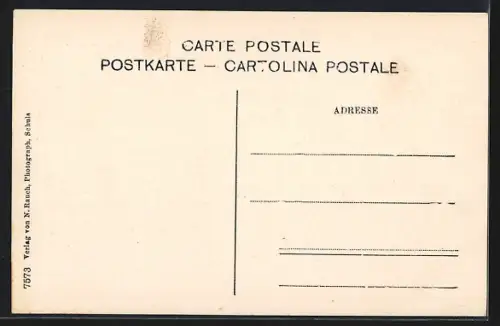 CARTE POSTALE
POSTKARTE — CARTOLINA POSTALE
ADRESSE
7573 Verlag von N. Rauch, Photograph, Schuls